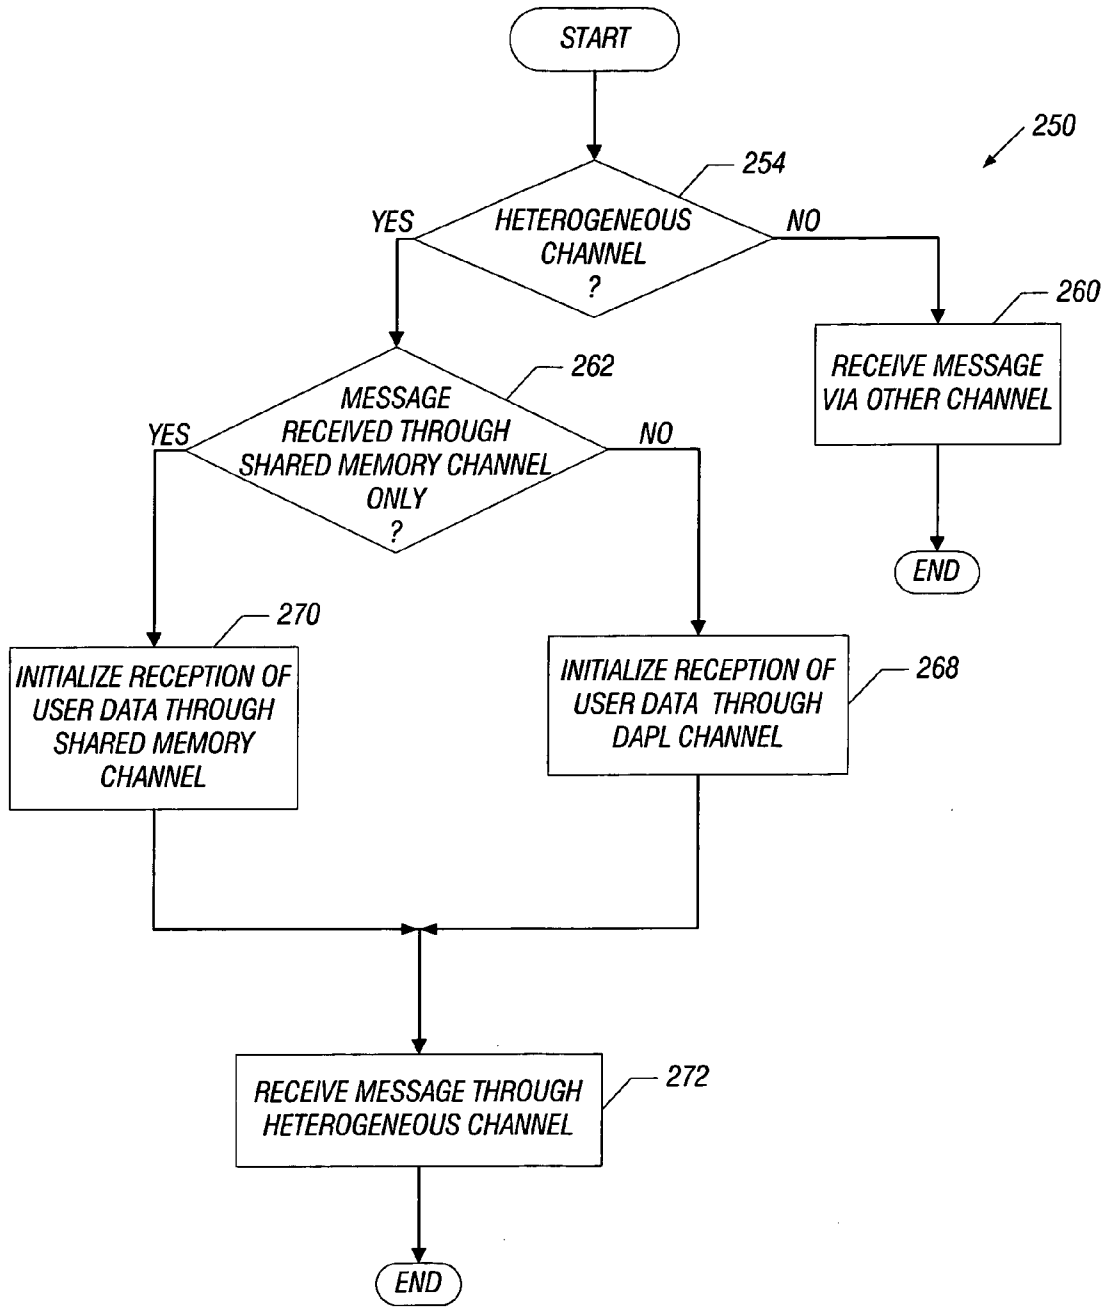 START
250
254
HETEROGENEOUS
CHANNEL
?
YES
NO
260
RECEIVE MESSAGE
VIA OTHER CHANNEL
262
MESSAGE
RECEIVED THROUGH
SHARED MEMORY CHANNEL
ONLY
?
YES
NO
END
270
INITIALIZE RECEPTION OF
USER DATA THROUGH
SHARED MEMORY
CHANNEL
268
INITIALIZE RECEPTION OF
USER DATA THROUGH
DAPL CHANNEL
272
RECEIVE MESSAGE THROUGH
HETEROGENEOUS CHANNEL
END